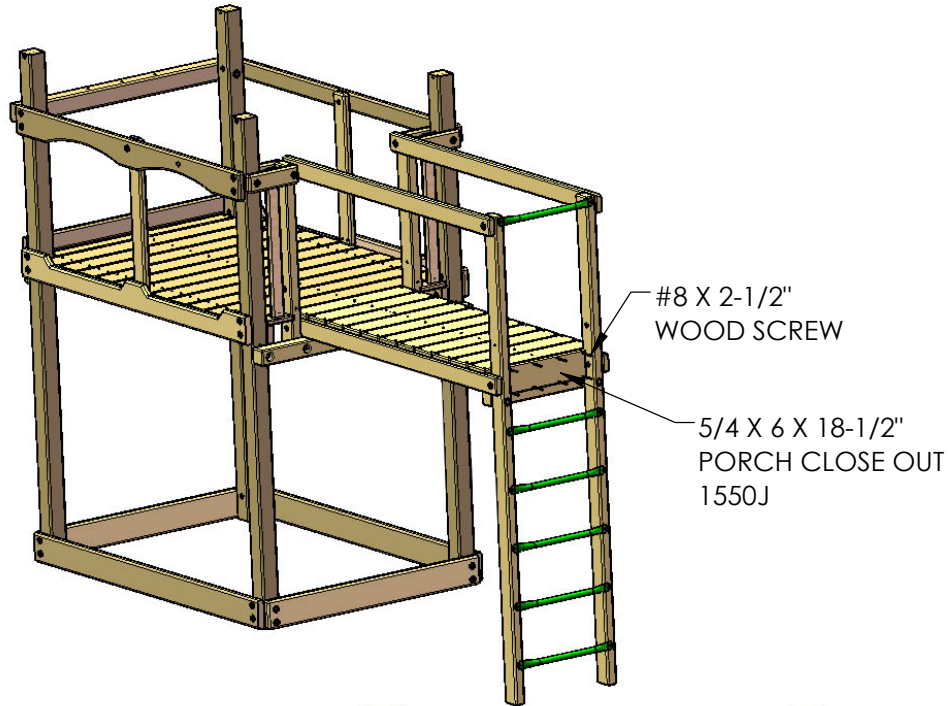 #8 X 2-1/2"
WOOD SCREW
5/4 X 6 X 18-1/2"
PORCH CLOSE OUT
1550J